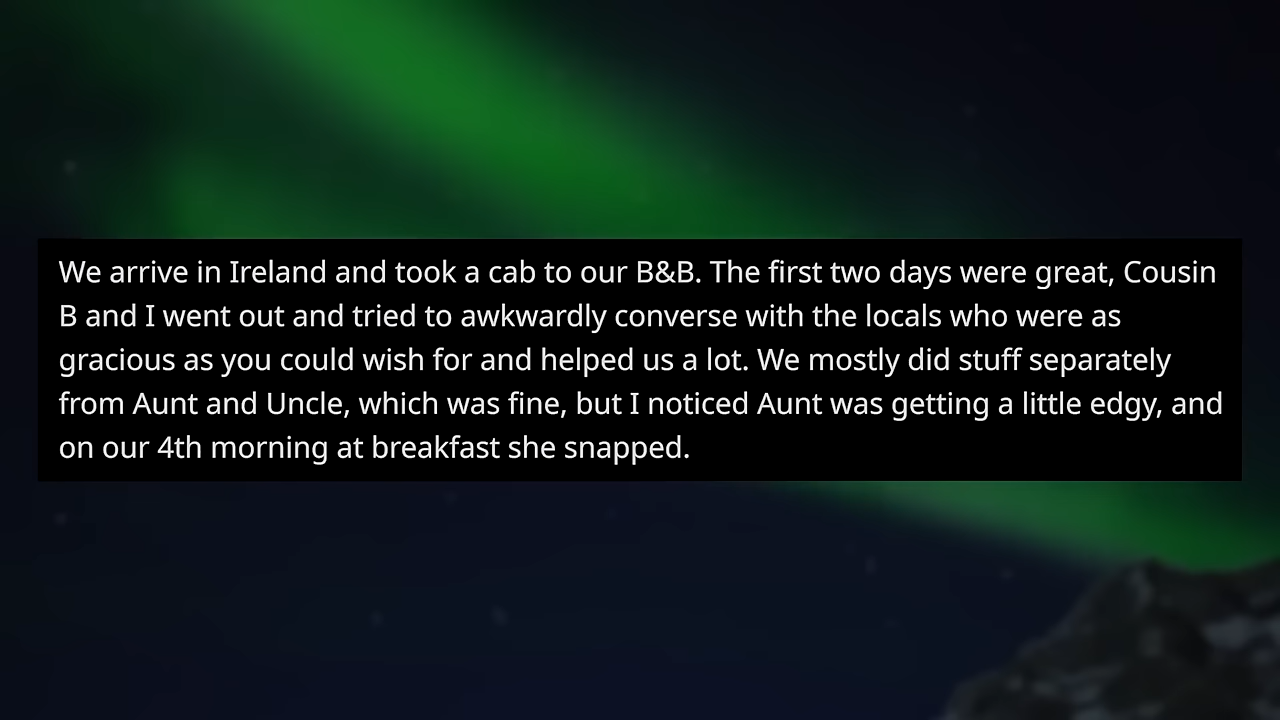 We arrive in Ireland and took a cab to our B&B. The first two days were great, Cousin
B and I went out and tried to awkwardly converse with the locals who were as
gracious as you could wish for and helped us a lot. We mostly did stuff separately
from Aunt and Uncle, which was fine, but I noticed Aunt was getting a little edgy, and
on our 4th morning at breakfast she snapped.